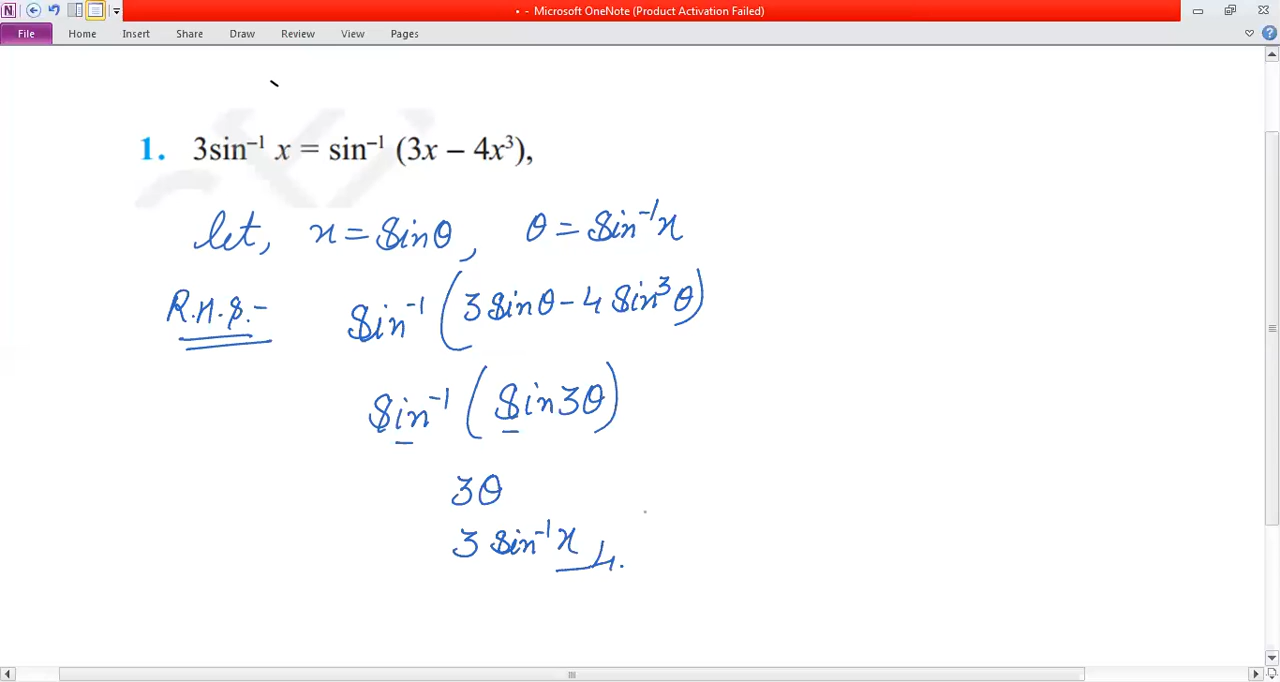 • - Microsoft OneNote (Product Activation Failed)
File Home Insert Share Draw Review View Pages
1. 3sin⁻¹ x = sin⁻¹ (3x – 4x³),
let, x = Sinθ, θ = Sin⁻¹x
R.H.S.- Sin⁻¹ (3 Sinθ - 4 Sin³θ)
Sin⁻¹ (Sin3θ)
3θ
3 Sin⁻¹x